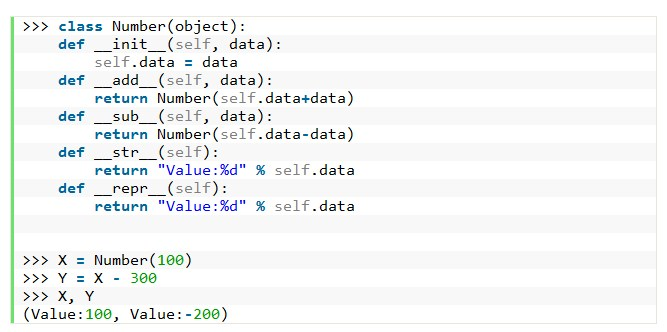 >>> class Number(object):
    def __init__(self, data):
        self.data = data
    def __add__(self, data):
        return Number(self.data+data)
    def __sub__(self, data):
        return Number(self.data-data)
    def __str__(self):
        return "Value:%d" % self.data
    def __repr__(self):
        return "Value:%d" % self.data
>>> X = Number(100)
>>> Y = X - 300
>>> X, Y
(Value:100, Value:-200)